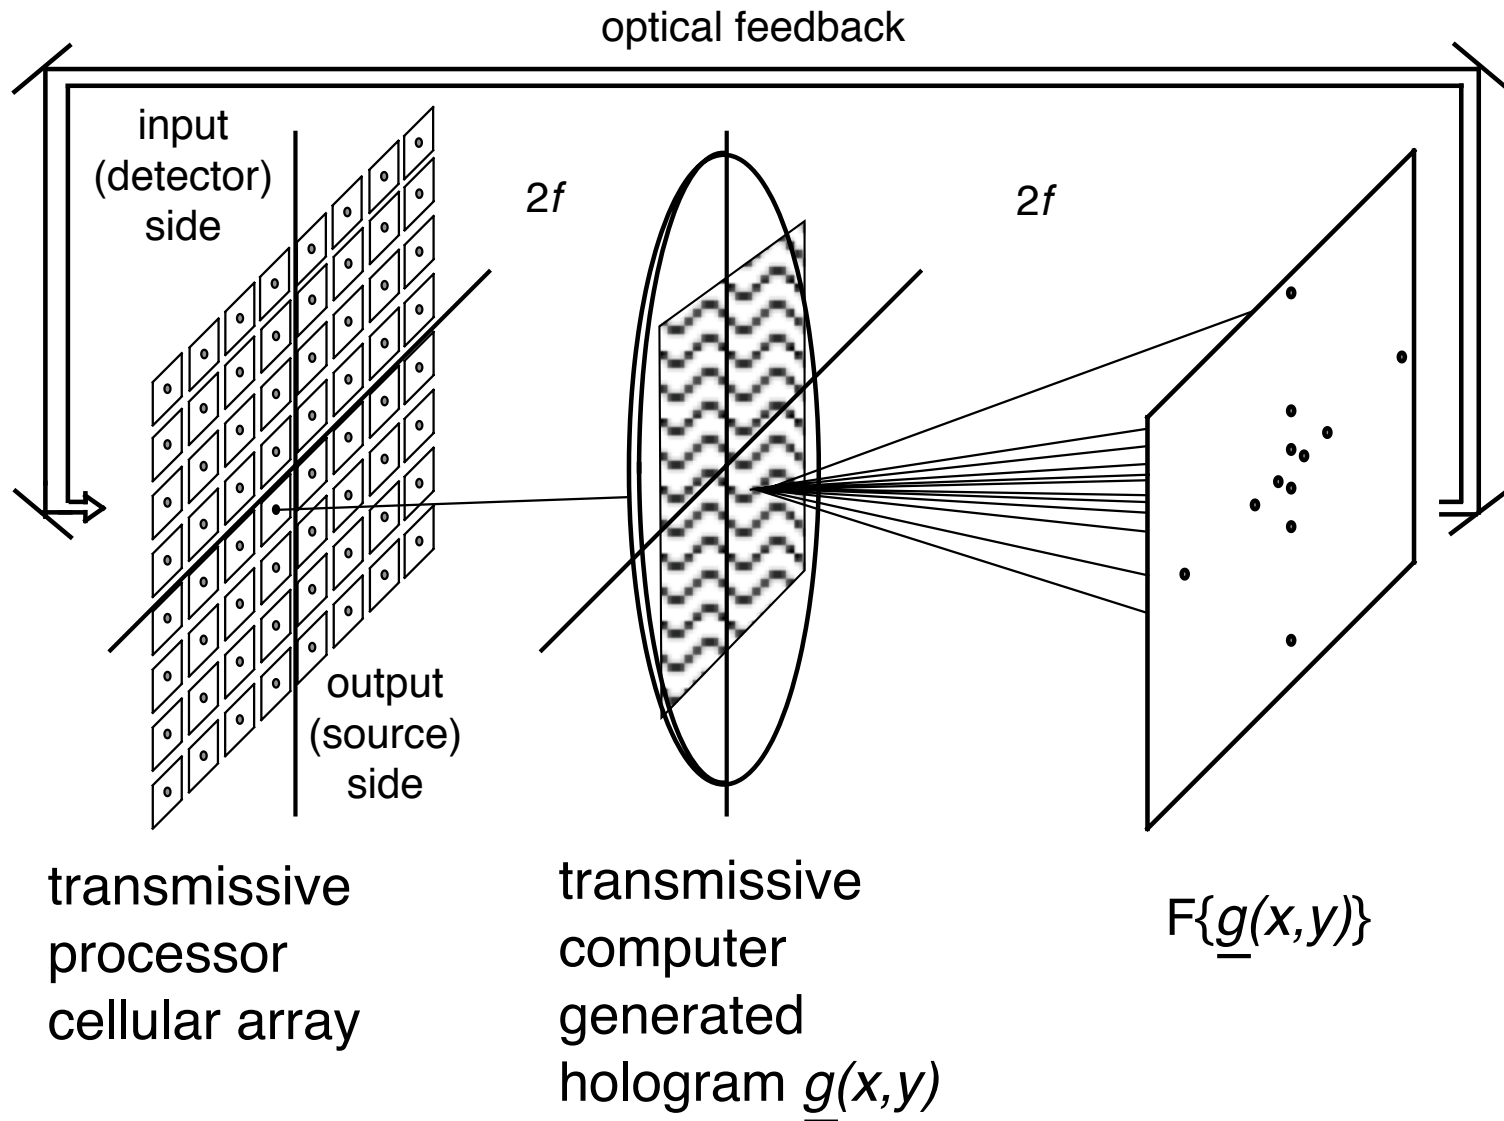 optical feedback
input
(detector)
side
2f
2f
output
(source)
side
transmissive
processor
cellular array
transmissive
computer
generated
hologram g(x,y)
F{g(x,y)}